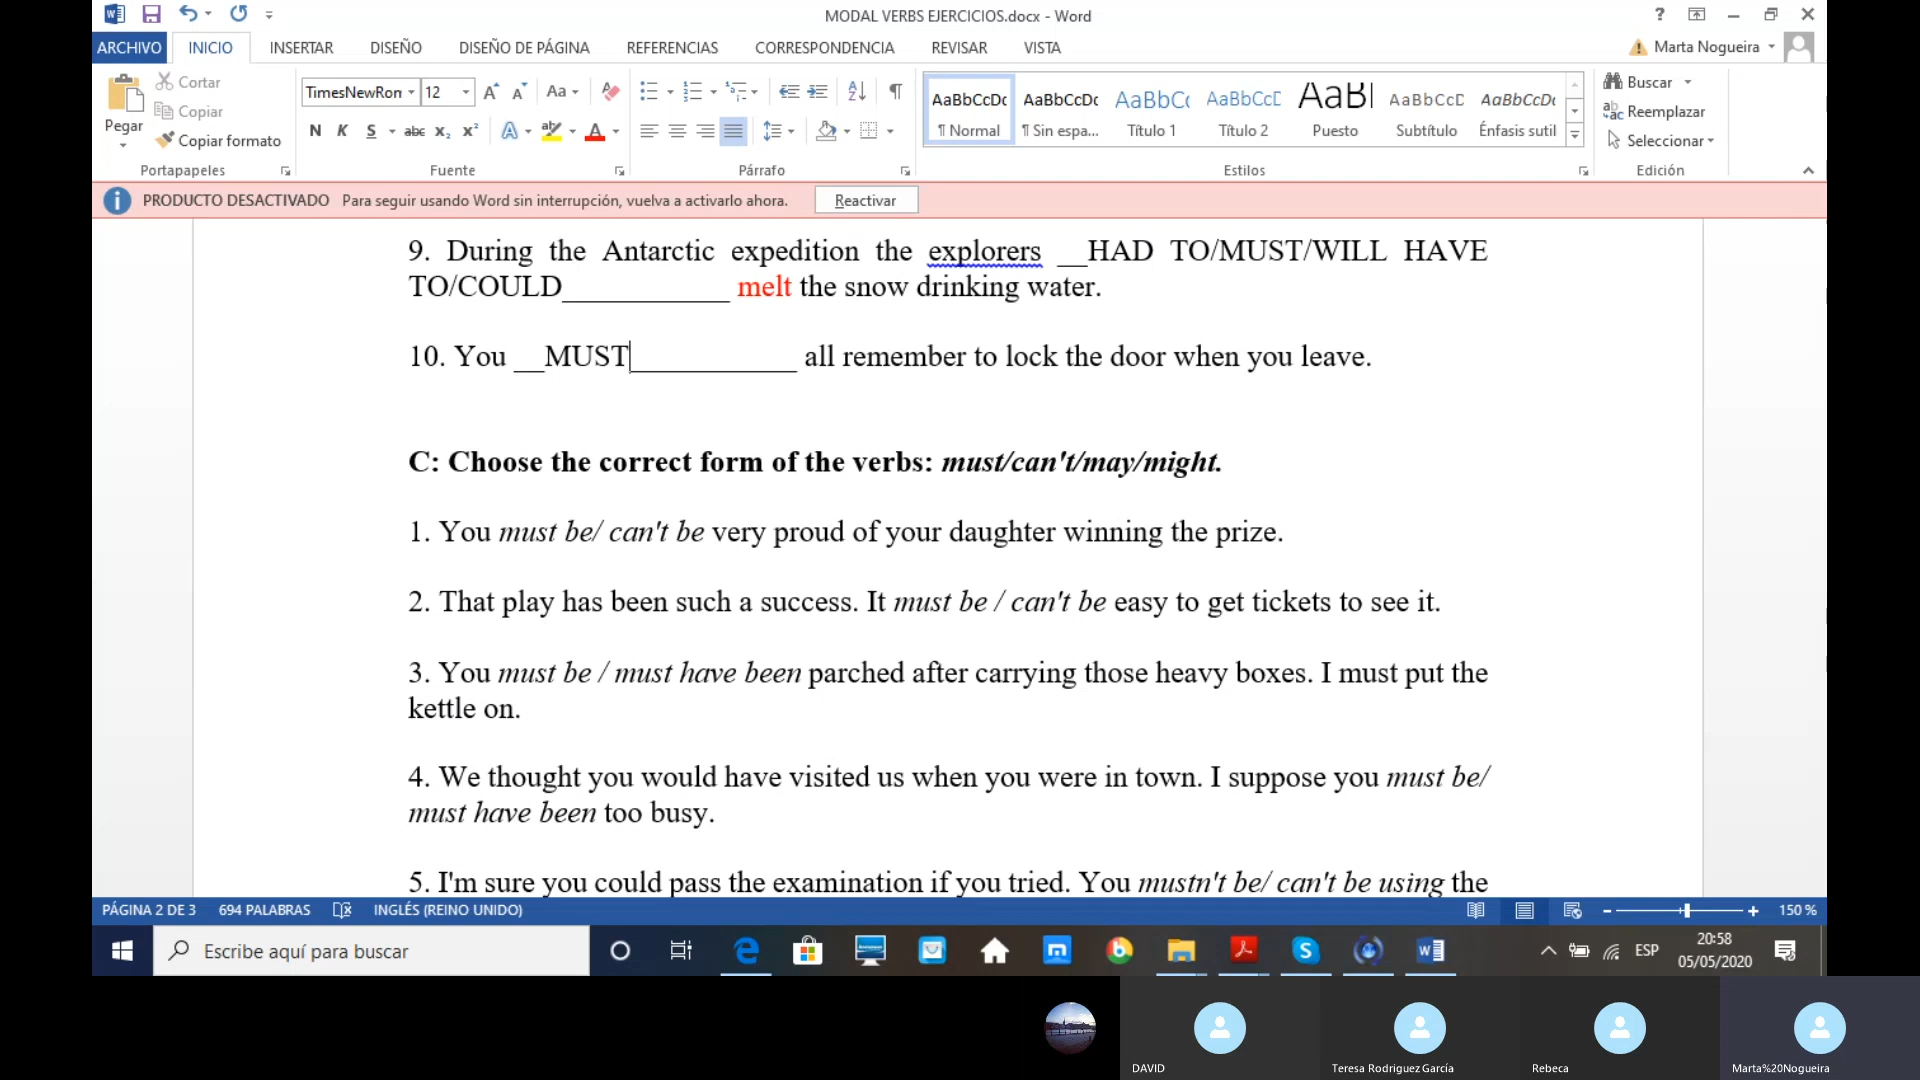 MODAL VERBS EJERCICIOS.docx - Word
?
ARCHIVO INICIO INSERTAR DISEÑO DISEÑO DE PÁGINA REFERENCIAS CORRESPONDENCIA REVISAR VISTA
Marta Nogueira
Pegar
Cortar
Copiar
Copiar formato
Portapapeles
TimesNewRon 12
N K S abc x₂ x²
Aa
Fuente
Párrafo
AaBbCcDc AaBbCcDc AaBbCc AaBbCcD AaBl AaBbCcD AaBbCcDc
¶ Normal ¶ Sin espa... Título 1 Título 2 Puesto Subtítulo Énfasis sutil
Estilos
Buscar
Reemplazar
Seleccionar
Edición
PRODUCTO DESACTIVADO Para seguir usando Word sin interrupción, vuelva a activarlo ahora. Reactivar
9. During the Antarctic expedition the explorers __HAD TO/MUST/WILL HAVE
TO/COULD___________ melt the snow drinking water.
10. You __MUST___________ all remember to lock the door when you leave.
C: Choose the correct form of the verbs: must/can't/may/might.
1. You must be/ can't be very proud of your daughter winning the prize.
2. That play has been such a success. It must be / can't be easy to get tickets to see it.
3. You must be / must have been parched after carrying those heavy boxes. I must put the
kettle on.
4. We thought you would have visited us when you were in town. I suppose you must be/
must have been too busy.
5. I'm sure you could pass the examination if you tried. You mustn't be/ can't be using the
PÁGINA 2 DE 3 694 PALABRAS INGLÉS (REINO UNIDO) 150 %
Escribe aquí para buscar
ESP
20:58
05/05/2020
DAVID Teresa Rodriguez García Rebeca Marta%20Nogueira